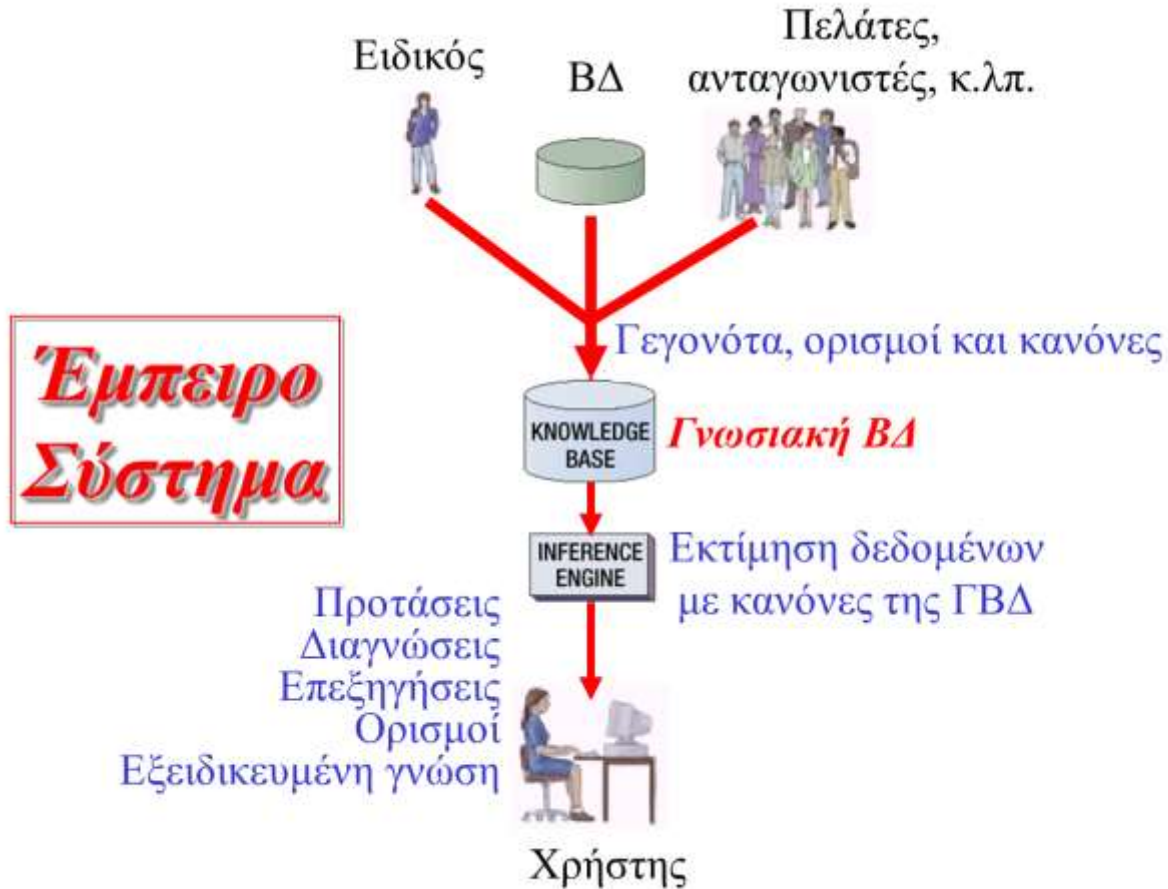 Ειδικός
ΒΔ
Πελάτες,
ανταγωνιστές, κ.λπ.
Γεγονότα, ορισμοί και κανόνες
Έμπειρο
Σύστημα
KNOWLEDGE
BASE
Γνωσιακή ΒΔ
INFERENCE
ENGINE
Εκτίμηση δεδομένων
με κανόνες της ΓΒΔ
Προτάσεις
Διαγνώσεις
Επεξηγήσεις
Ορισμοί
Εξειδικευμένη γνώση
Χρήστης